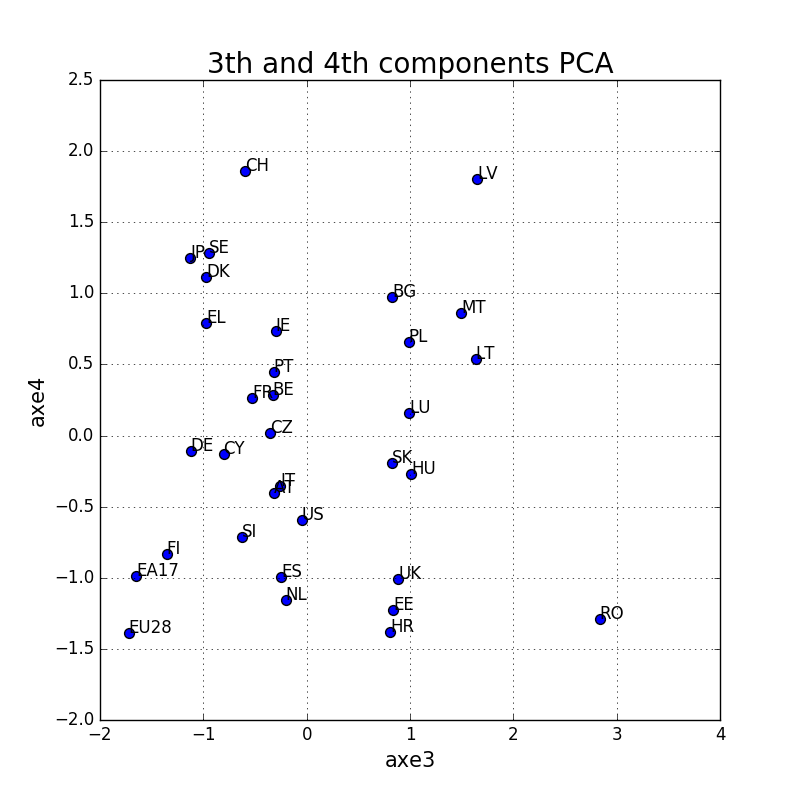 3th and 4th components PCA
2.5
2.0
1.5
1.0
0.5
0.0
−0.5
−1.0
−1.5
−2.0
axe4
CH
LV
JP
SE
DK
BG
MT
EL
IE
PL
LT
PT
FR
BE
LU
CZ
DE
CY
SK
HU
IT
US
SI
FI
EA17
ES
UK
NL
EE
RO
EU28
HR
−2
−1
0
1
2
3
4
axe3